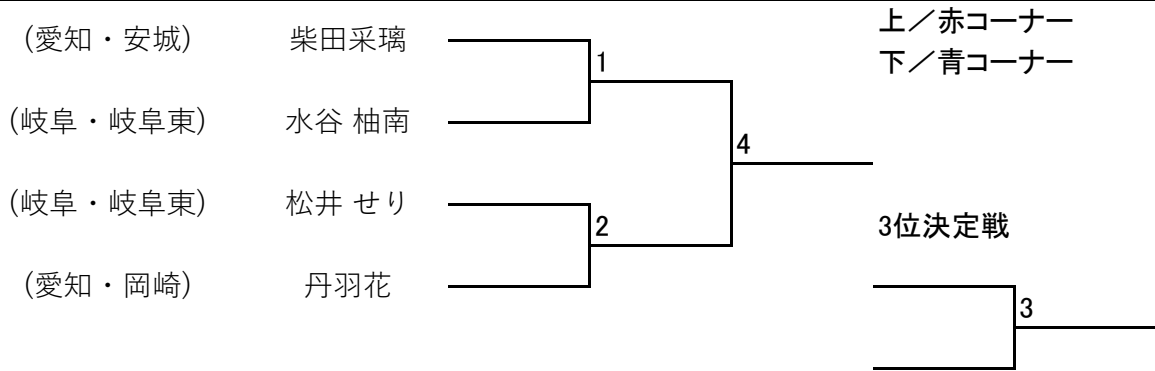 上／赤コーナー
下／青コーナー
(愛知・安城) 柴田采璃
1
(岐阜・岐阜東) 水谷 柚南
4
(岐阜・岐阜東) 松井 せり
2
3位決定戦
(愛知・岡崎) 丹羽花
3